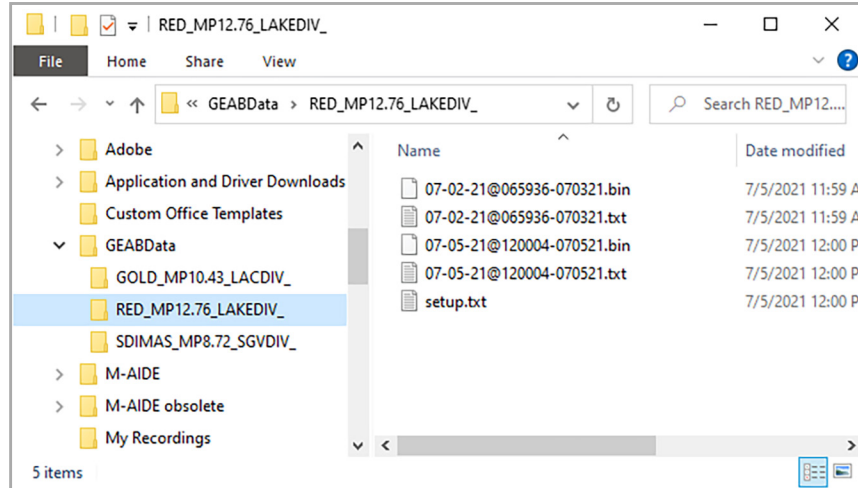 RED_MP12.76_LAKEDIV_
File Home Share View
« GEABData > RED_MP12.76_LAKEDIV_ Search RED_MP12....
Adobe
Application and Driver Downloads
Custom Office Templates
GEABData
GOLD_MP10.43_LACDIV_
RED_MP12.76_LAKEDIV_
SDIMAS_MP8.72_SGVDIV_
M-AIDE
M-AIDE obsolete
My Recordings
Name Date modified
07-02-21@065936-070321.bin 7/5/2021 11:59 A
07-02-21@065936-070321.txt 7/5/2021 11:59 A
07-05-21@120004-070521.bin 7/5/2021 12:00 P
07-05-21@120004-070521.txt 7/5/2021 12:00 P
setup.txt 7/5/2021 12:00 P
5 items